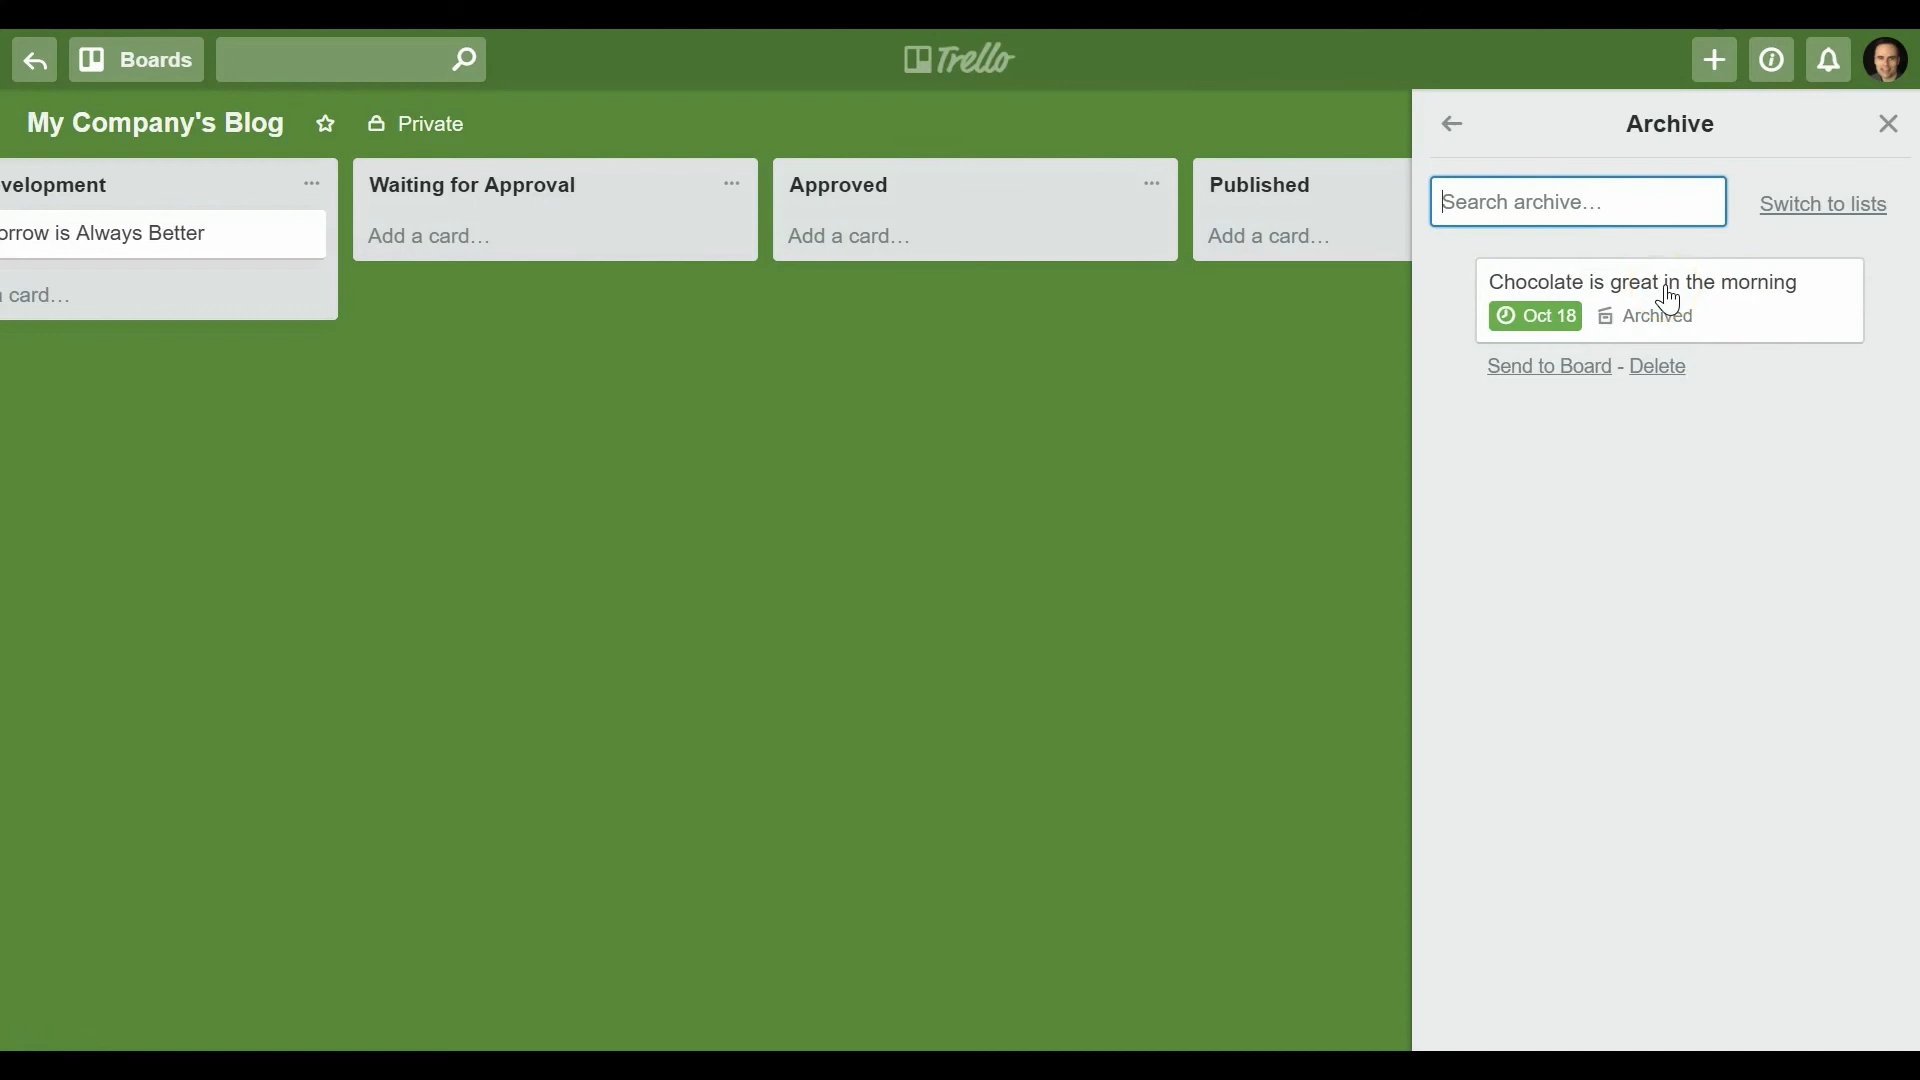 Boards
Trello
My Company's Blog
Private
velopment
orrow is Always Better
card…
Waiting for Approval
Add a card…
Approved
Add a card…
Published
Add a card…
Archive
Search archive…
Switch to lists
Chocolate is great in the morning
Oct 18 Archived
Send to Board - Delete